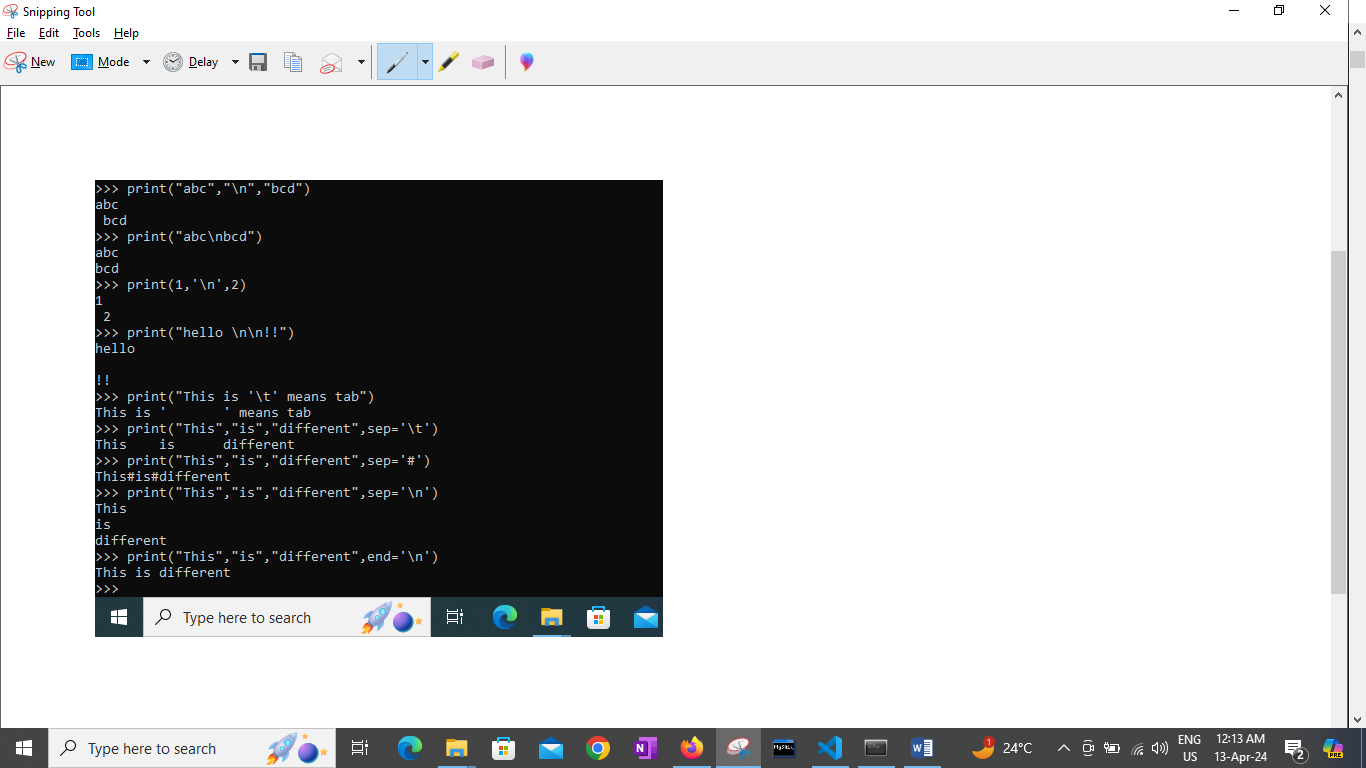 Snipping Tool
File Edit Tools Help
New Mode Delay
>>> print("abc","\n","bcd")
abc
 bcd
>>> print("abc\nbcd")
abc
bcd
>>> print(1,'\n',2)
1
 2
>>> print("hello \n\n!!")
hello

!!
>>> print("This is '\t' means tab")
This is '       ' means tab
>>> print("This","is","different",sep='\t')
This    is      different
>>> print("This","is","different",sep='#')
This#is#different
>>> print("This","is","different",sep='\n')
This
is
different
>>> print("This","is","different",end='\n')
This is different
>>>
Type here to search
Type here to search
N
MySQL
W
1
24°C
ENG
US
12:13 AM
13-Apr-24
2
PRE